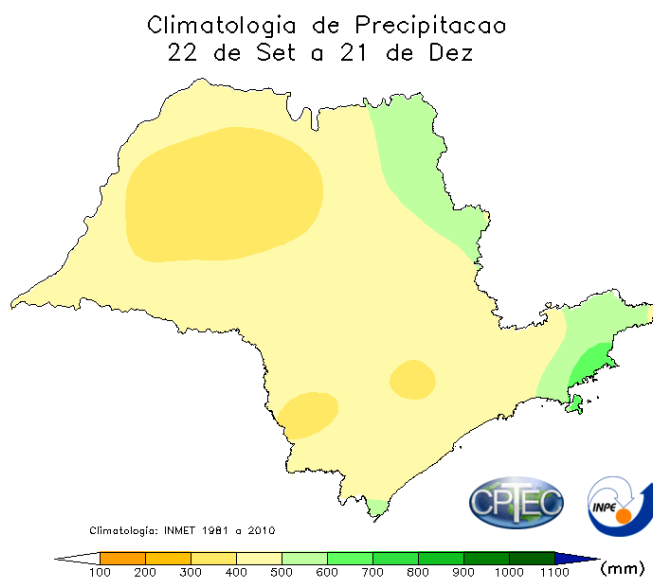 Climatologia de Precipitacao
22 de Set a 21 de Dez
CPTEC
INPE
Climatologia: INMET 1981 a 2010
100 200 300 400 500 600 700 800 900 1000 1100 (mm)